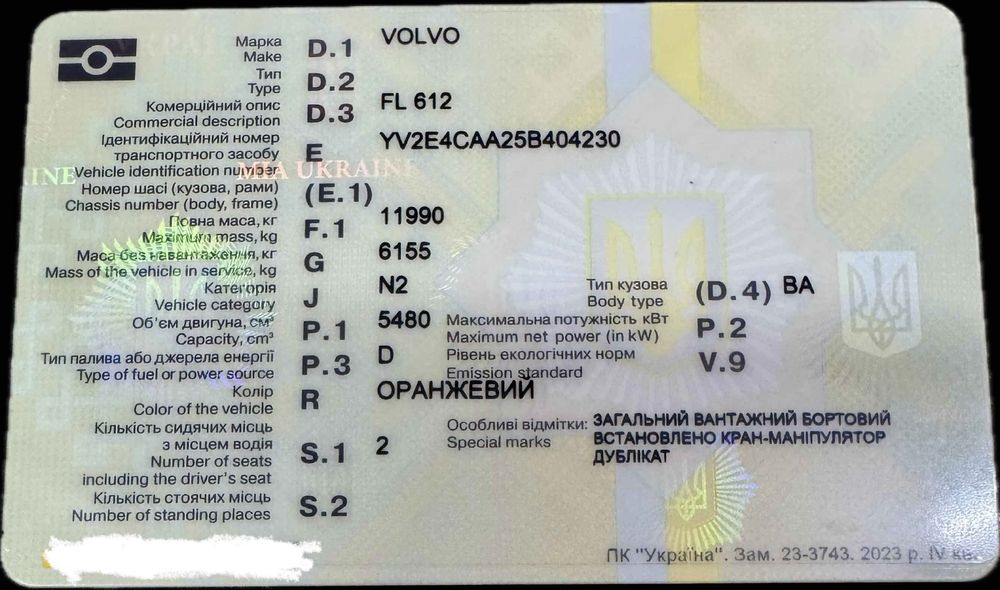 Марка
Make D.1 VOLVO
Тип
Type D.2
Комерційний опис
Commercial description D.3 FL 612
Ідентифікаційний номер
транспортного засобу
Vehicle identification number E YV2E4CAA25B404230
INE MIA UKRAINE
Номер шасі (кузова, рами)
Chassis number (body, frame) (E.1)
Повна маса, кг
Maximum mass, kg F.1 11990
Маса без навантаження, кг
Mass of the vehicle in service, kg G 6155
Категорія
Vehicle category J N2
Тип кузова
Body type (D.4) BA
Об'єм двигуна, см³
Capacity, cm³ P.1 5480
Максимальна потужність кВт
Maximum net power (in kW) P.2
Тип палива або джерела енергії
Type of fuel or power source P.3 D
Рівень екологічних норм
Emission standard V.9
Колір
Color of the vehicle R ОРАНЖЕВИЙ
Кількість сидячих місць
з місцем водія
Number of seats
including the driver's seat S.1 2
Особливі відмітки: ЗАГАЛЬНИЙ ВАНТАЖНИЙ БОРТОВИЙ
Special marks ВСТАНОВЛЕНО КРАН-МАНІПУЛЯТОР
ДУБЛІКАТ
Кількість стоячих місць
Number of standing places S.2
ПК "Україна". Зам. 23-3743. 2023 р. IV кв.